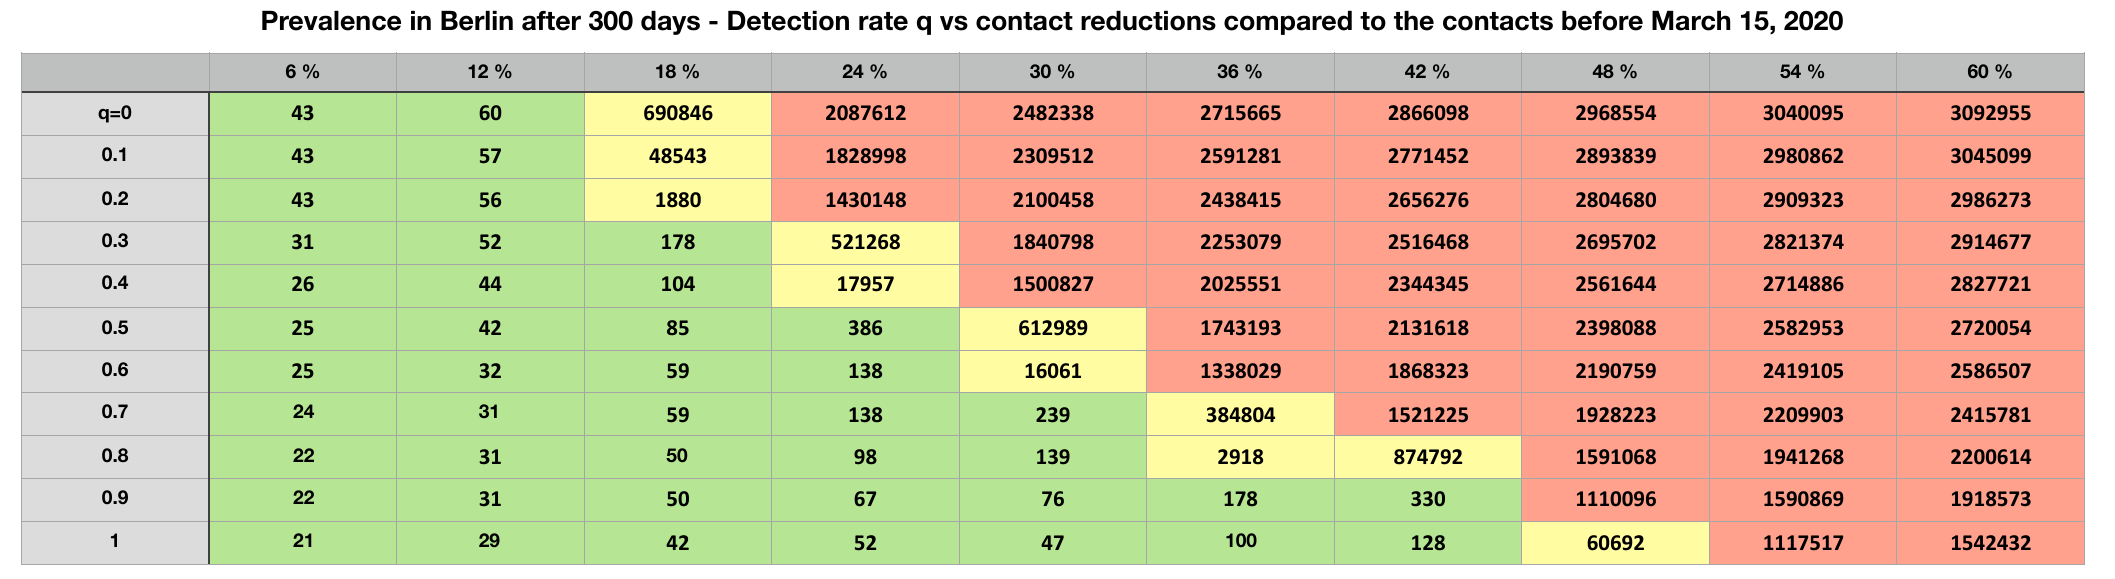 Prevalence in Berlin after 300 days - Detection rate q vs contact reductions compared to the contacts before March 15, 2020
6 % 12 % 18 % 24 % 30 % 36 % 42 % 48 % 54 % 60 %
q=0 43 60 690846 2087612 2482338 2715665 2866098 2968554 3040095 3092955
0.1 43 57 48543 1828998 2309512 2591281 2771452 2893839 2980862 3045099
0.2 43 56 1880 1430148 2100458 2438415 2656276 2804680 2909323 2986273
0.3 31 52 178 521268 1840798 2253079 2516468 2695702 2821374 2914677
0.4 26 44 104 17957 1500827 2025551 2344345 2561644 2714886 2827721
0.5 25 42 85 386 612989 1743193 2131618 2398088 2582953 2720054
0.6 25 32 59 138 16061 1338029 1868323 2190759 2419105 2586507
0.7 24 31 59 138 239 384804 1521225 1928223 2209903 2415781
0.8 22 31 50 98 139 2918 874792 1591068 1941268 2200614
0.9 22 31 50 67 76 178 330 1110096 1590869 1918573
1 21 29 42 52 47 100 128 60692 1117517 1542432